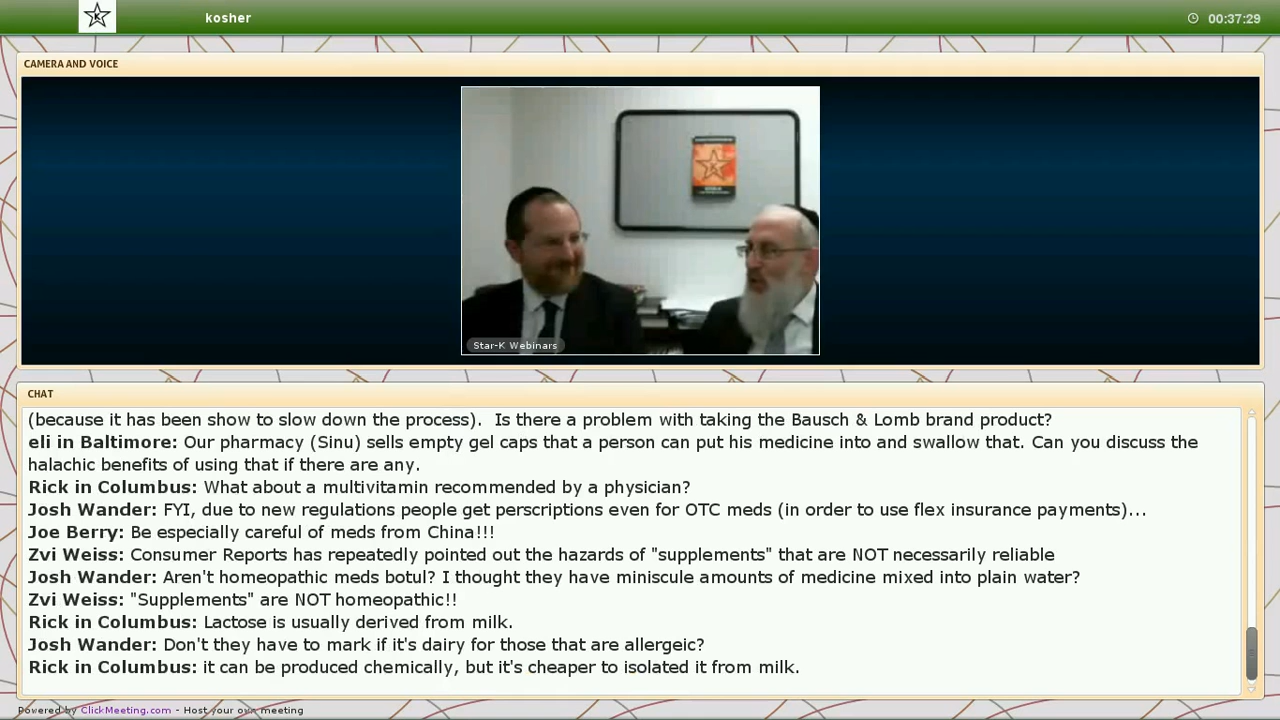 kosher
00:37:29
CAMERA AND VOICE
K
Star-K Webinars
CHAT
(because it has been show to slow down the process).  Is there a problem with taking the Bausch & Lomb brand product?
eli in Baltimore: Our pharmacy (Sinu) sells empty gel caps that a person can put his medicine into and swallow that. Can you discuss the
halachic benefits of using that if there are any.
Rick in Columbus: What about a multivitamin recommended by a physician?
Josh Wander: FYI, due to new regulations people get perscriptions even for OTC meds (in order to use flex insurance payments)...
Joe Berry: Be especially careful of meds from China!!!
Zvi Weiss: Consumer Reports has repeatedly pointed out the hazards of "supplements" that are NOT necessarily reliable
Josh Wander: Aren't homeopathic meds botul? I thought they have miniscule amounts of medicine mixed into plain water?
Zvi Weiss: "Supplements" are NOT homeopathic!!
Rick in Columbus: Lactose is usually derived from milk.
Josh Wander: Don't they have to mark if it's dairy for those that are allergeic?
Rick in Columbus: it can be produced chemically, but it's cheaper to isolated it from milk.
Powered by ClickMeeting.com - Host your own meeting